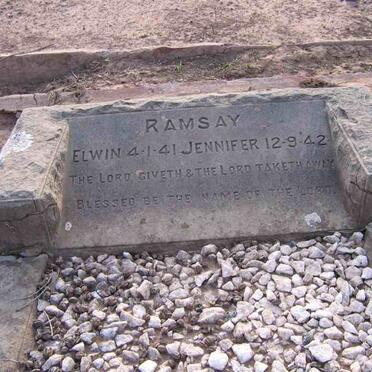 RAMSAY
ELWIN 4-1-41 JENNIFER 12-9-42
THE LORD GIVETH & THE LORD TAKETH AWAY
BLESSED BE THE NAME OF THE LORD